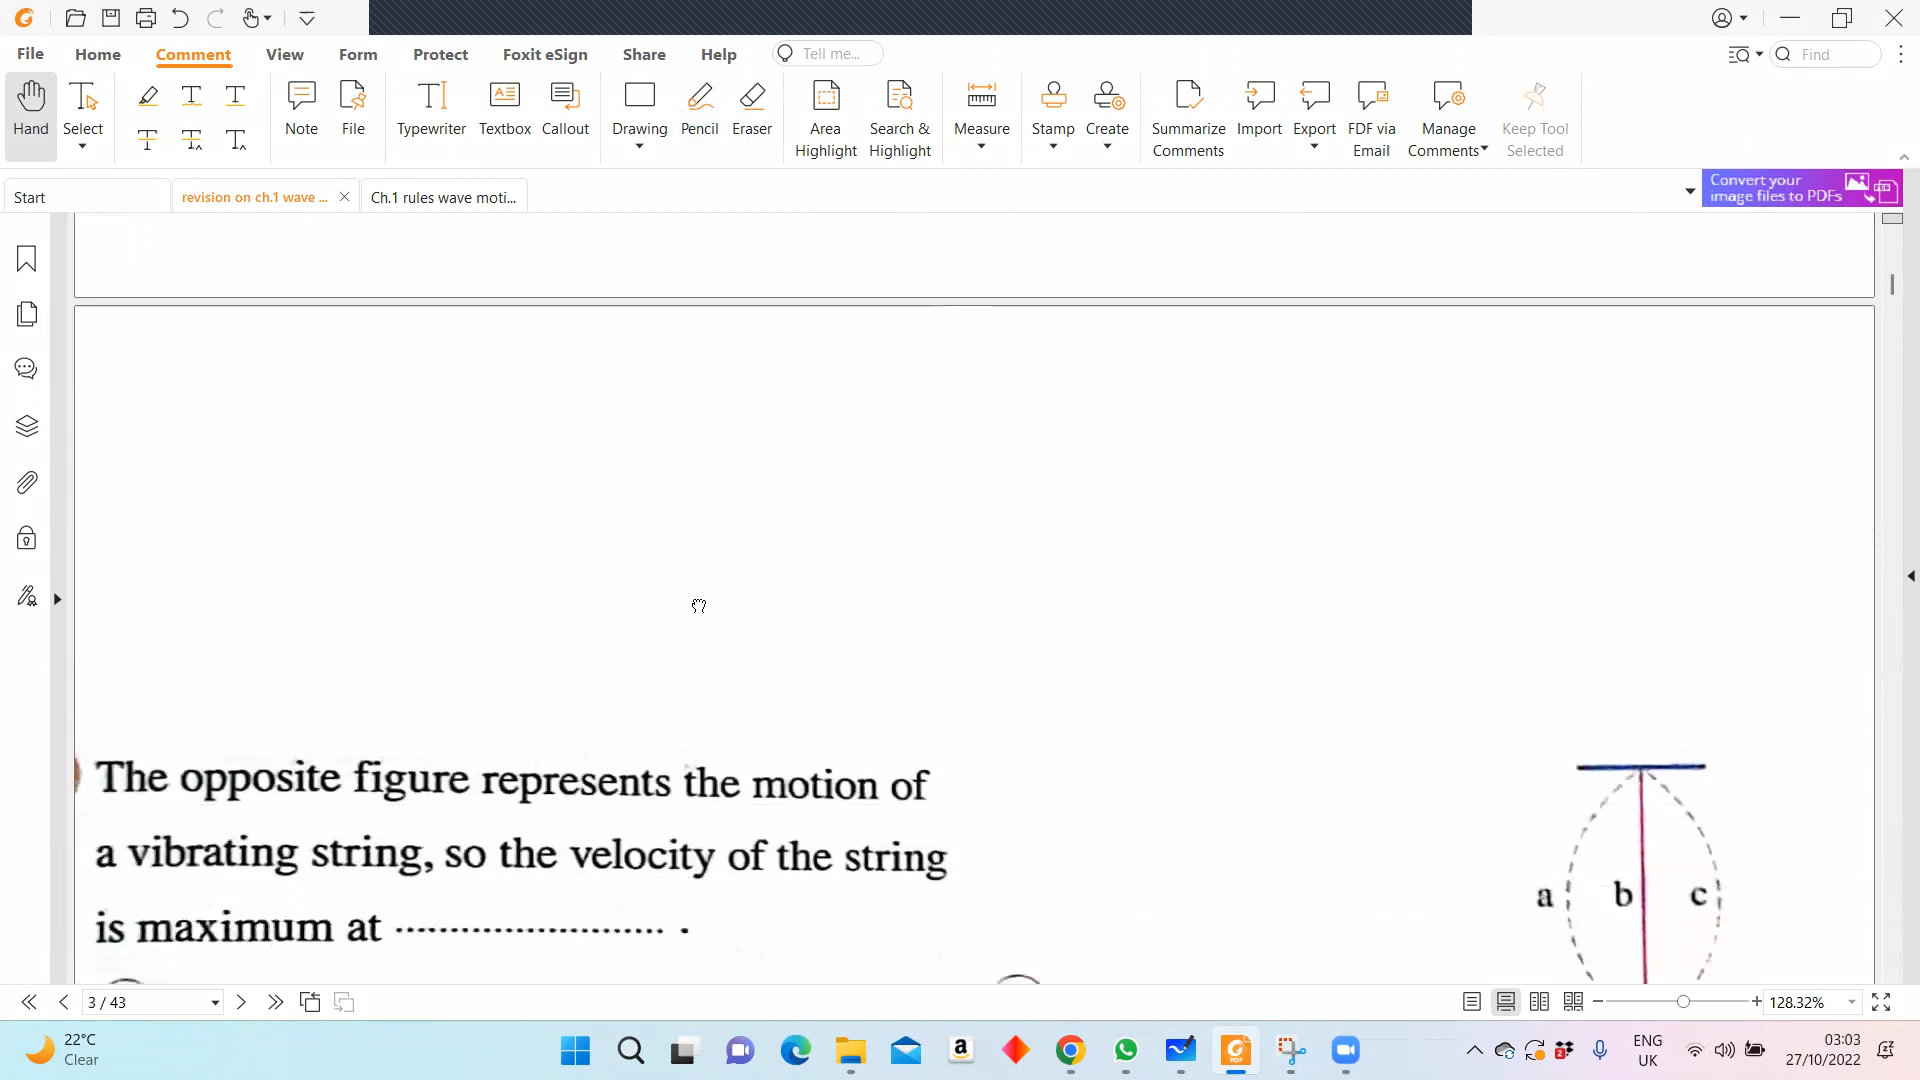 File
Home
Comment
View
Form
Protect
Foxit eSign
Share
Help
Tell me...
Find
Hand
Select
Note
File
Typewriter
Textbox
Callout
Drawing
Pencil
Eraser
Area Highlight
Search & Highlight
Measure
Stamp
Create
Summarize Comments
Import
Export
FDF via Email
Manage Comments
Keep Tool Selected
Start
revision on ch.1 wave ...
Ch.1 rules wave moti...
Convert your
image files to PDFs
The opposite figure represents the motion of
a vibrating string, so the velocity of the string
is maximum at ........................... .
a b c
3 / 43
128.32%
22°C
Clear
ENG
UK
03:03
27/10/2022